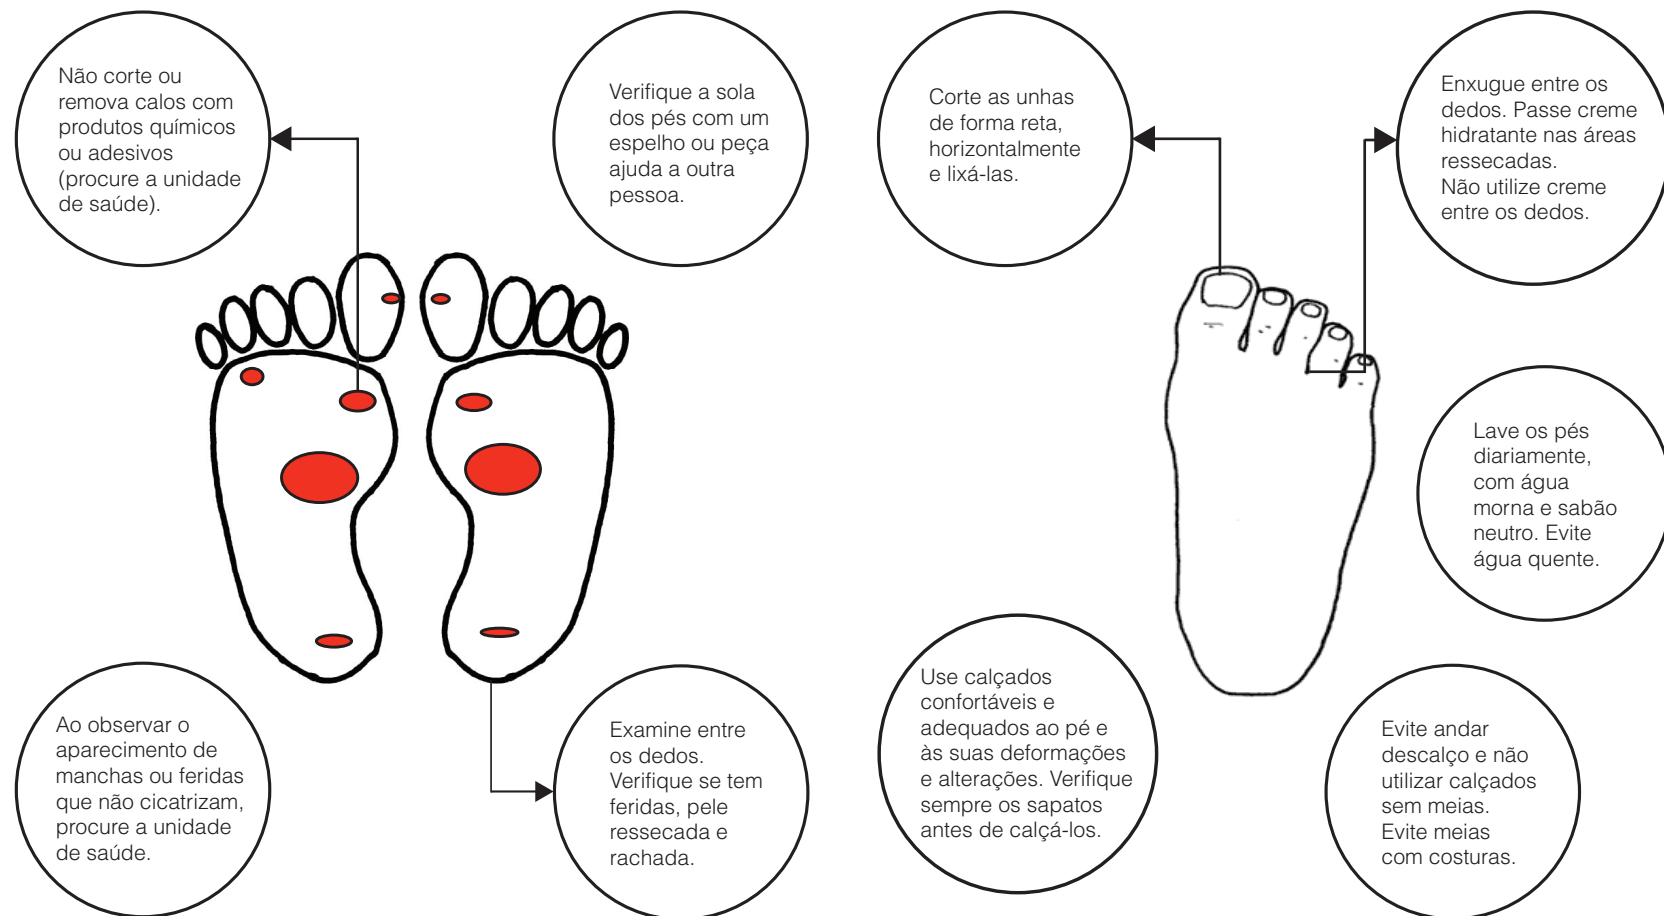 Não corte ou
remova calos com
produtos químicos
ou adesivos
(procure a unidade
de saúde).
Verifique a sola
dos pés com um
espelho ou peça
ajuda a outra
pessoa.
Corte as unhas
de forma reta,
horizontalmente
e lixá-las.
Enxugue entre os
dedos. Passe creme
hidratante nas áreas
ressecadas.
Não utilize creme
entre os dedos.
Lave os pés
diariamente,
com água
morna e sabão
neutro. Evite
água quente.
Ao observar o
aparecimento de
manchas ou feridas
que não cicatrizam,
procure a unidade
de saúde.
Examine entre
os dedos.
Verifique se tem
feridas, pele
ressecada e
rachada.
Use calçados
confortáveis e
adequados ao pé e
às suas deformações
e alterações. Verifique
sempre os sapatos
antes de calçá-los.
Evite andar
descalço e não
utilizar calçados
sem meias.
Evite meias
com costuras.